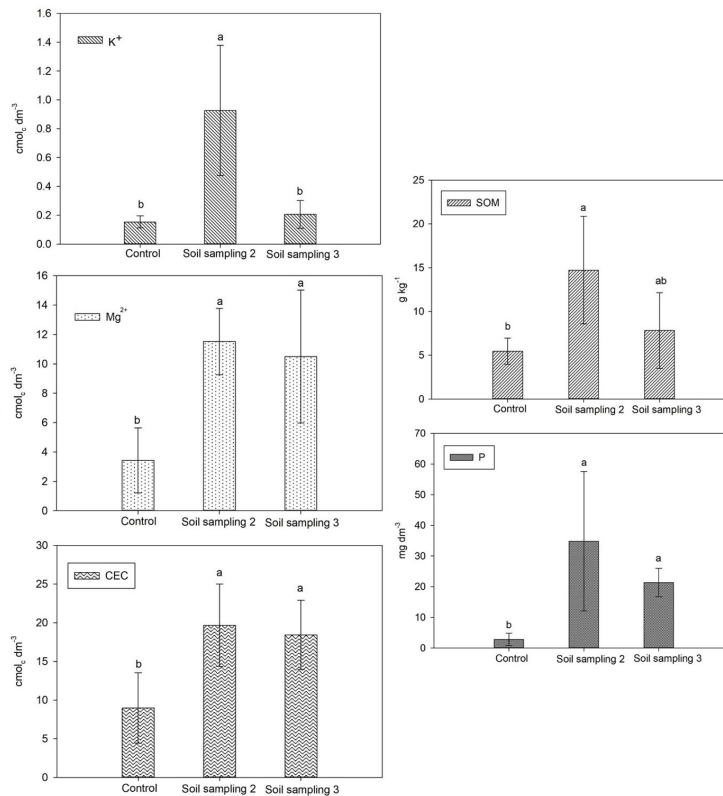 1.6
1.4
1.2
1.0
0.8
0.6
0.4
0.2
0.0
cmol_c dm⁻³
K⁺
b
a
b
Control Soil sampling 2 Soil sampling 3
16
14
12
10
8
6
4
2
0
cmol_c dm⁻³
Mg²⁺
b
a
a
Control Soil sampling 2 Soil sampling 3
30
25
20
15
10
5
0
cmol_c dm⁻³
CEC
b
a
a
Control Soil sampling 2 Soil sampling 3
25
20
15
10
5
0
g kg⁻¹
SOM
b
a
ab
Control Soil sampling 2 Soil sampling 3
70
60
50
40
30
20
10
0
mg dm⁻³
P
b
a
a
Control Soil sampling 2 Soil sampling 3